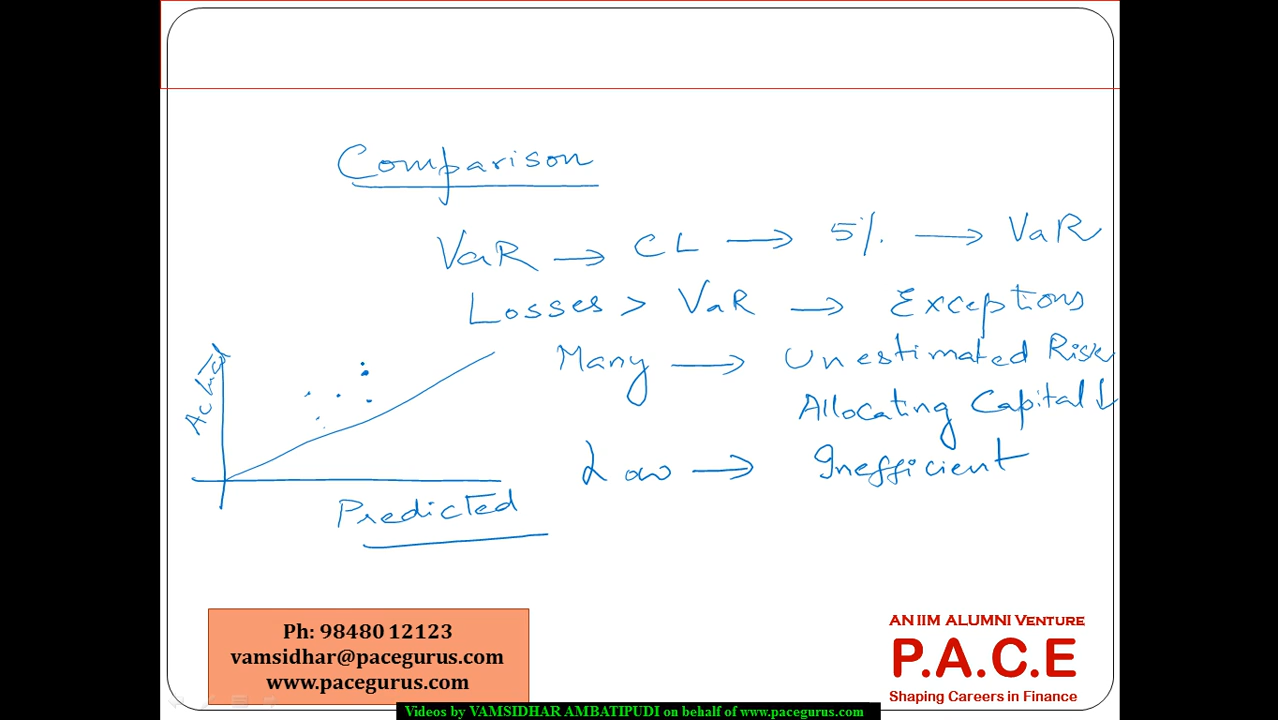 Comparison
VaR → CL → 5% → VaR
Losses > VaR → Exceptions
Many → Unestimated Risk
Allocating Capital ↓
Low → Inefficient
Actual
Predicted
Ph: 98480 12123
vamsidhar@pacegurus.com
www.pacegurus.com
AN IIM ALUMNI VENTURE
P.A.C.E
Shaping Careers in Finance
Videos by VAMSIDHAR AMBATIPUDI on behalf of www.pacegurus.com